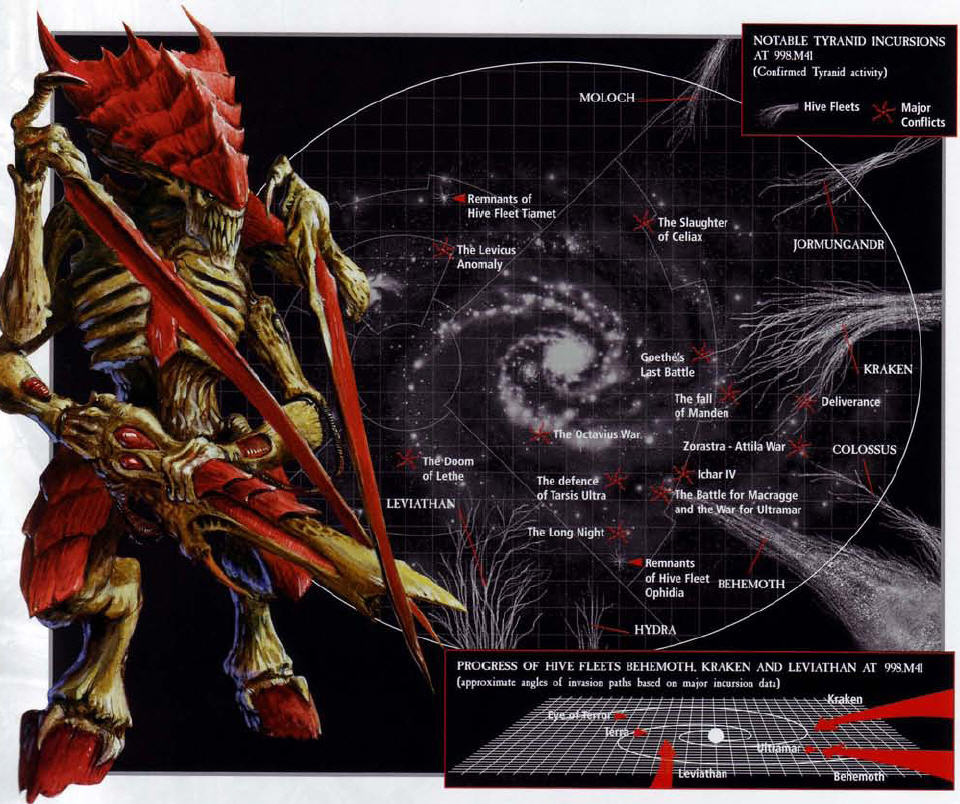 NOTABLE TYRANID INCURSIONS
AT 998.M41
(Confirmed Tyranid activity)
Hive Fleets
Major
Conflicts
MOLOCH
Remnants of
Hive Fleet Tiamet
The Slaughter
of Celiax
JORMUNGANDR
The Levicus
Anomaly
Goethé's
Last Battle
KRAKEN
The fall
of Manden
Deliverance
The Octavius War
Zorastra - Attila War
COLOSSUS
The Doom
of Lethe
Ichar IV
The defence
of Tarsis Ultra
The Battle for Macragge
and the War for Ultramar
LEVIATHAN
The Long Night
Remnants
of Hive Fleet
Ophidia
BEHEMOTH
HYDRA
PROGRESS OF HIVE FLEETS BEHEMOTH, KRAKEN AND LEVIATHAN AT 998.M41
(approximate angles of invasion paths based on major incursion data)
Kraken
Eye of Terror
Terra
Ultramar
Leviathan
Behemoth